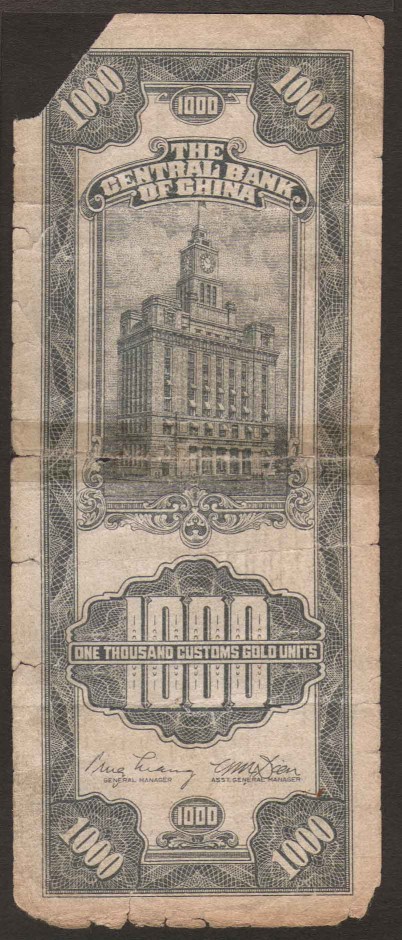 1000 1000
1000
THE
CENTRAL BANK
OF CHINA
1000
ONE THOUSAND CUSTOMS GOLD UNITS
GENERAL MANAGER ASST. GENERAL MANAGER
1000
1000 1000